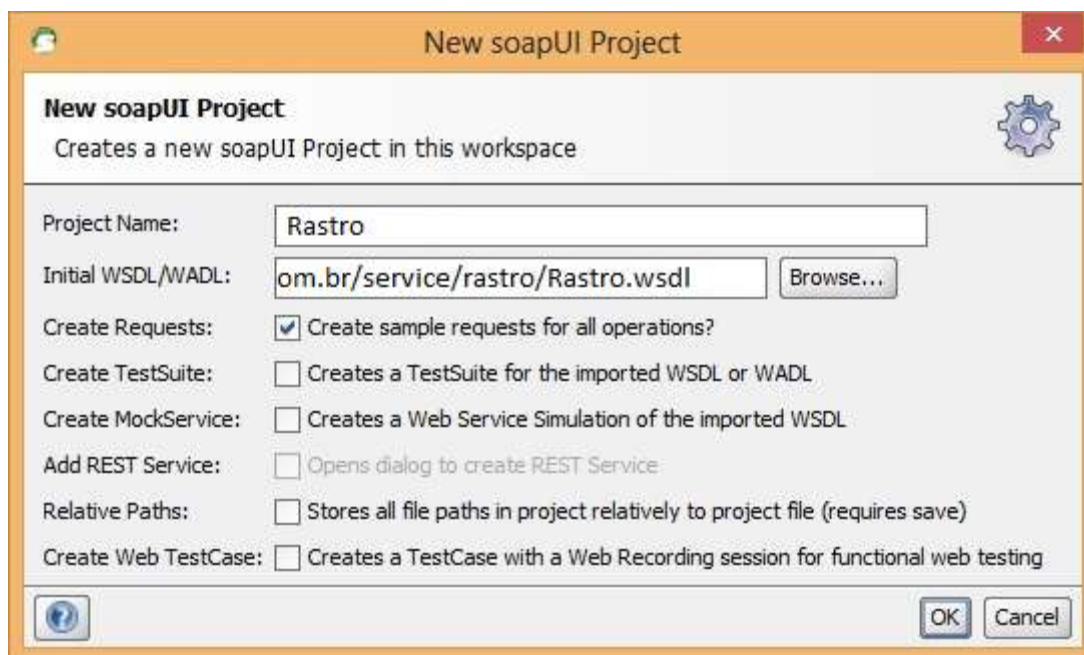 New soapUI Project
New soapUI Project
Creates a new soapUI Project in this workspace
Project Name: Rastro
Initial WSDL/WADL: om.br/service/rastro/Rastro.wsdl Browse...
Create Requests: Create sample requests for all operations?
Create TestSuite: Creates a TestSuite for the imported WSDL or WADL
Create MockService: Creates a Web Service Simulation of the imported WSDL
Add REST Service: Opens dialog to create REST Service
Relative Paths: Stores all file paths in project relatively to project file (requires save)
Create Web TestCase: Creates a TestCase with a Web Recording session for functional web testing
OK Cancel